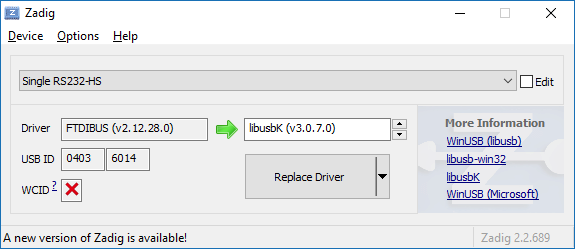 Zadig
Device Options Help
Single RS232-HS
Edit
Driver FTDIBUS (v2.12.28.0) libusbK (v3.0.7.0)
USB ID 0403 6014
WCID ?
Replace Driver
More Information
WinUSB (libusb)
libusb-win32
libusbK
WinUSB (Microsoft)
A new version of Zadig is available!
Zadig 2.2.689